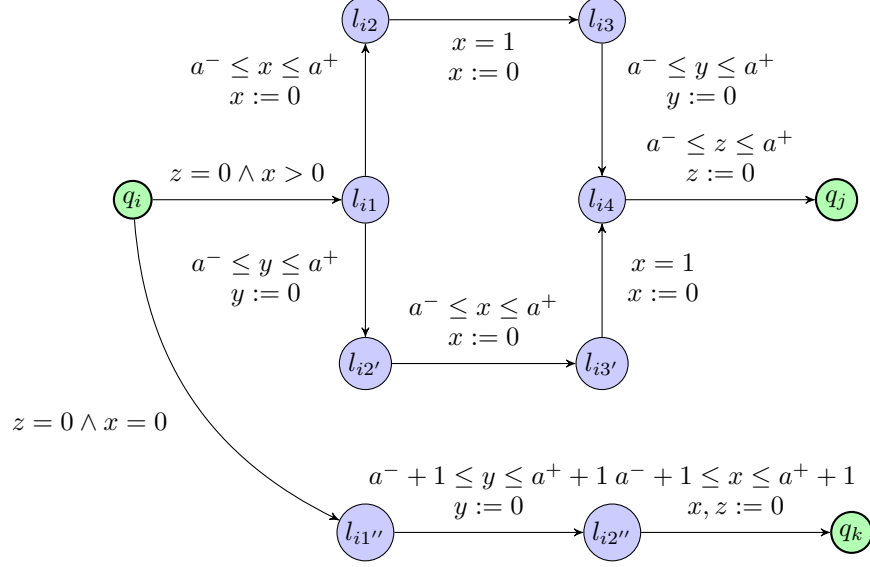 l_{i2}
l_{i3}
x = 1
x := 0
a^- ≤ x ≤ a^+
x := 0
a^- ≤ y ≤ a^+
y := 0
a^- ≤ z ≤ a^+
z := 0
z = 0 ∧ x > 0
q_i
l_{i1}
l_{i4}
q_j
a^- ≤ y ≤ a^+
y := 0
x = 1
x := 0
a^- ≤ x ≤ a^+
x := 0
l_{i2'}
l_{i3'}
z = 0 ∧ x = 0
a^- + 1 ≤ y ≤ a^+ + 1
y := 0
a^- + 1 ≤ x ≤ a^+ + 1
x, z := 0
l_{i1''}
l_{i2''}
q_k